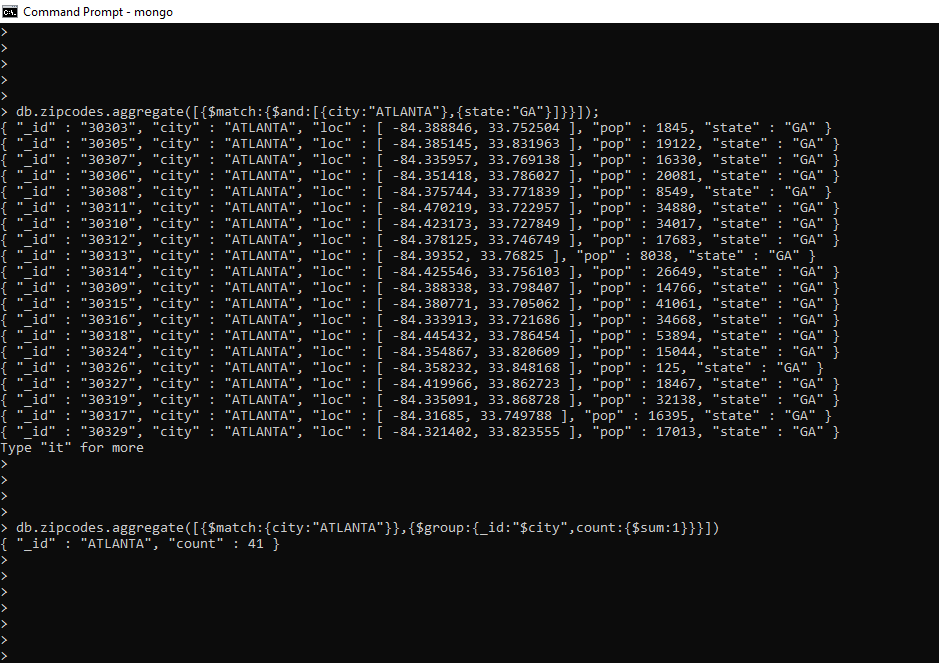 Command Prompt - mongo
>
>
>
>
>
> db.zipcodes.aggregate([{$match:{$and:[{city:"ATLANTA"},{state:"GA"}]}}]);
{ "_id" : "30303", "city" : "ATLANTA", "loc" : [ -84.388846, 33.752504 ], "pop" : 1845, "state" : "GA" }
{ "_id" : "30305", "city" : "ATLANTA", "loc" : [ -84.385145, 33.831963 ], "pop" : 19122, "state" : "GA" }
{ "_id" : "30307", "city" : "ATLANTA", "loc" : [ -84.335957, 33.769138 ], "pop" : 16330, "state" : "GA" }
{ "_id" : "30306", "city" : "ATLANTA", "loc" : [ -84.351418, 33.786027 ], "pop" : 20081, "state" : "GA" }
{ "_id" : "30308", "city" : "ATLANTA", "loc" : [ -84.375744, 33.771839 ], "pop" : 8549, "state" : "GA" }
{ "_id" : "30311", "city" : "ATLANTA", "loc" : [ -84.470219, 33.722957 ], "pop" : 34880, "state" : "GA" }
{ "_id" : "30310", "city" : "ATLANTA", "loc" : [ -84.423173, 33.727849 ], "pop" : 34017, "state" : "GA" }
{ "_id" : "30312", "city" : "ATLANTA", "loc" : [ -84.378125, 33.746749 ], "pop" : 17683, "state" : "GA" }
{ "_id" : "30313", "city" : "ATLANTA", "loc" : [ -84.39352, 33.76825 ], "pop" : 8038, "state" : "GA" }
{ "_id" : "30314", "city" : "ATLANTA", "loc" : [ -84.425546, 33.756103 ], "pop" : 26649, "state" : "GA" }
{ "_id" : "30309", "city" : "ATLANTA", "loc" : [ -84.388338, 33.798407 ], "pop" : 14766, "state" : "GA" }
{ "_id" : "30315", "city" : "ATLANTA", "loc" : [ -84.380771, 33.705062 ], "pop" : 41061, "state" : "GA" }
{ "_id" : "30316", "city" : "ATLANTA", "loc" : [ -84.333913, 33.721686 ], "pop" : 34668, "state" : "GA" }
{ "_id" : "30318", "city" : "ATLANTA", "loc" : [ -84.445432, 33.786454 ], "pop" : 53894, "state" : "GA" }
{ "_id" : "30324", "city" : "ATLANTA", "loc" : [ -84.354867, 33.820609 ], "pop" : 15044, "state" : "GA" }
{ "_id" : "30326", "city" : "ATLANTA", "loc" : [ -84.358232, 33.848168 ], "pop" : 125, "state" : "GA" }
{ "_id" : "30327", "city" : "ATLANTA", "loc" : [ -84.419966, 33.862723 ], "pop" : 18467, "state" : "GA" }
{ "_id" : "30319", "city" : "ATLANTA", "loc" : [ -84.335091, 33.868728 ], "pop" : 32138, "state" : "GA" }
{ "_id" : "30317", "city" : "ATLANTA", "loc" : [ -84.31685, 33.749788 ], "pop" : 16395, "state" : "GA" }
{ "_id" : "30329", "city" : "ATLANTA", "loc" : [ -84.321402, 33.823555 ], "pop" : 17013, "state" : "GA" }
Type "it" for more
>
>
>
>
> db.zipcodes.aggregate([{$match:{city:"ATLANTA"}},{$group:{_id:"$city",count:{$sum:1}}}])
{ "_id" : "ATLANTA", "count" : 41 }
>
>
>
>
>
>
>